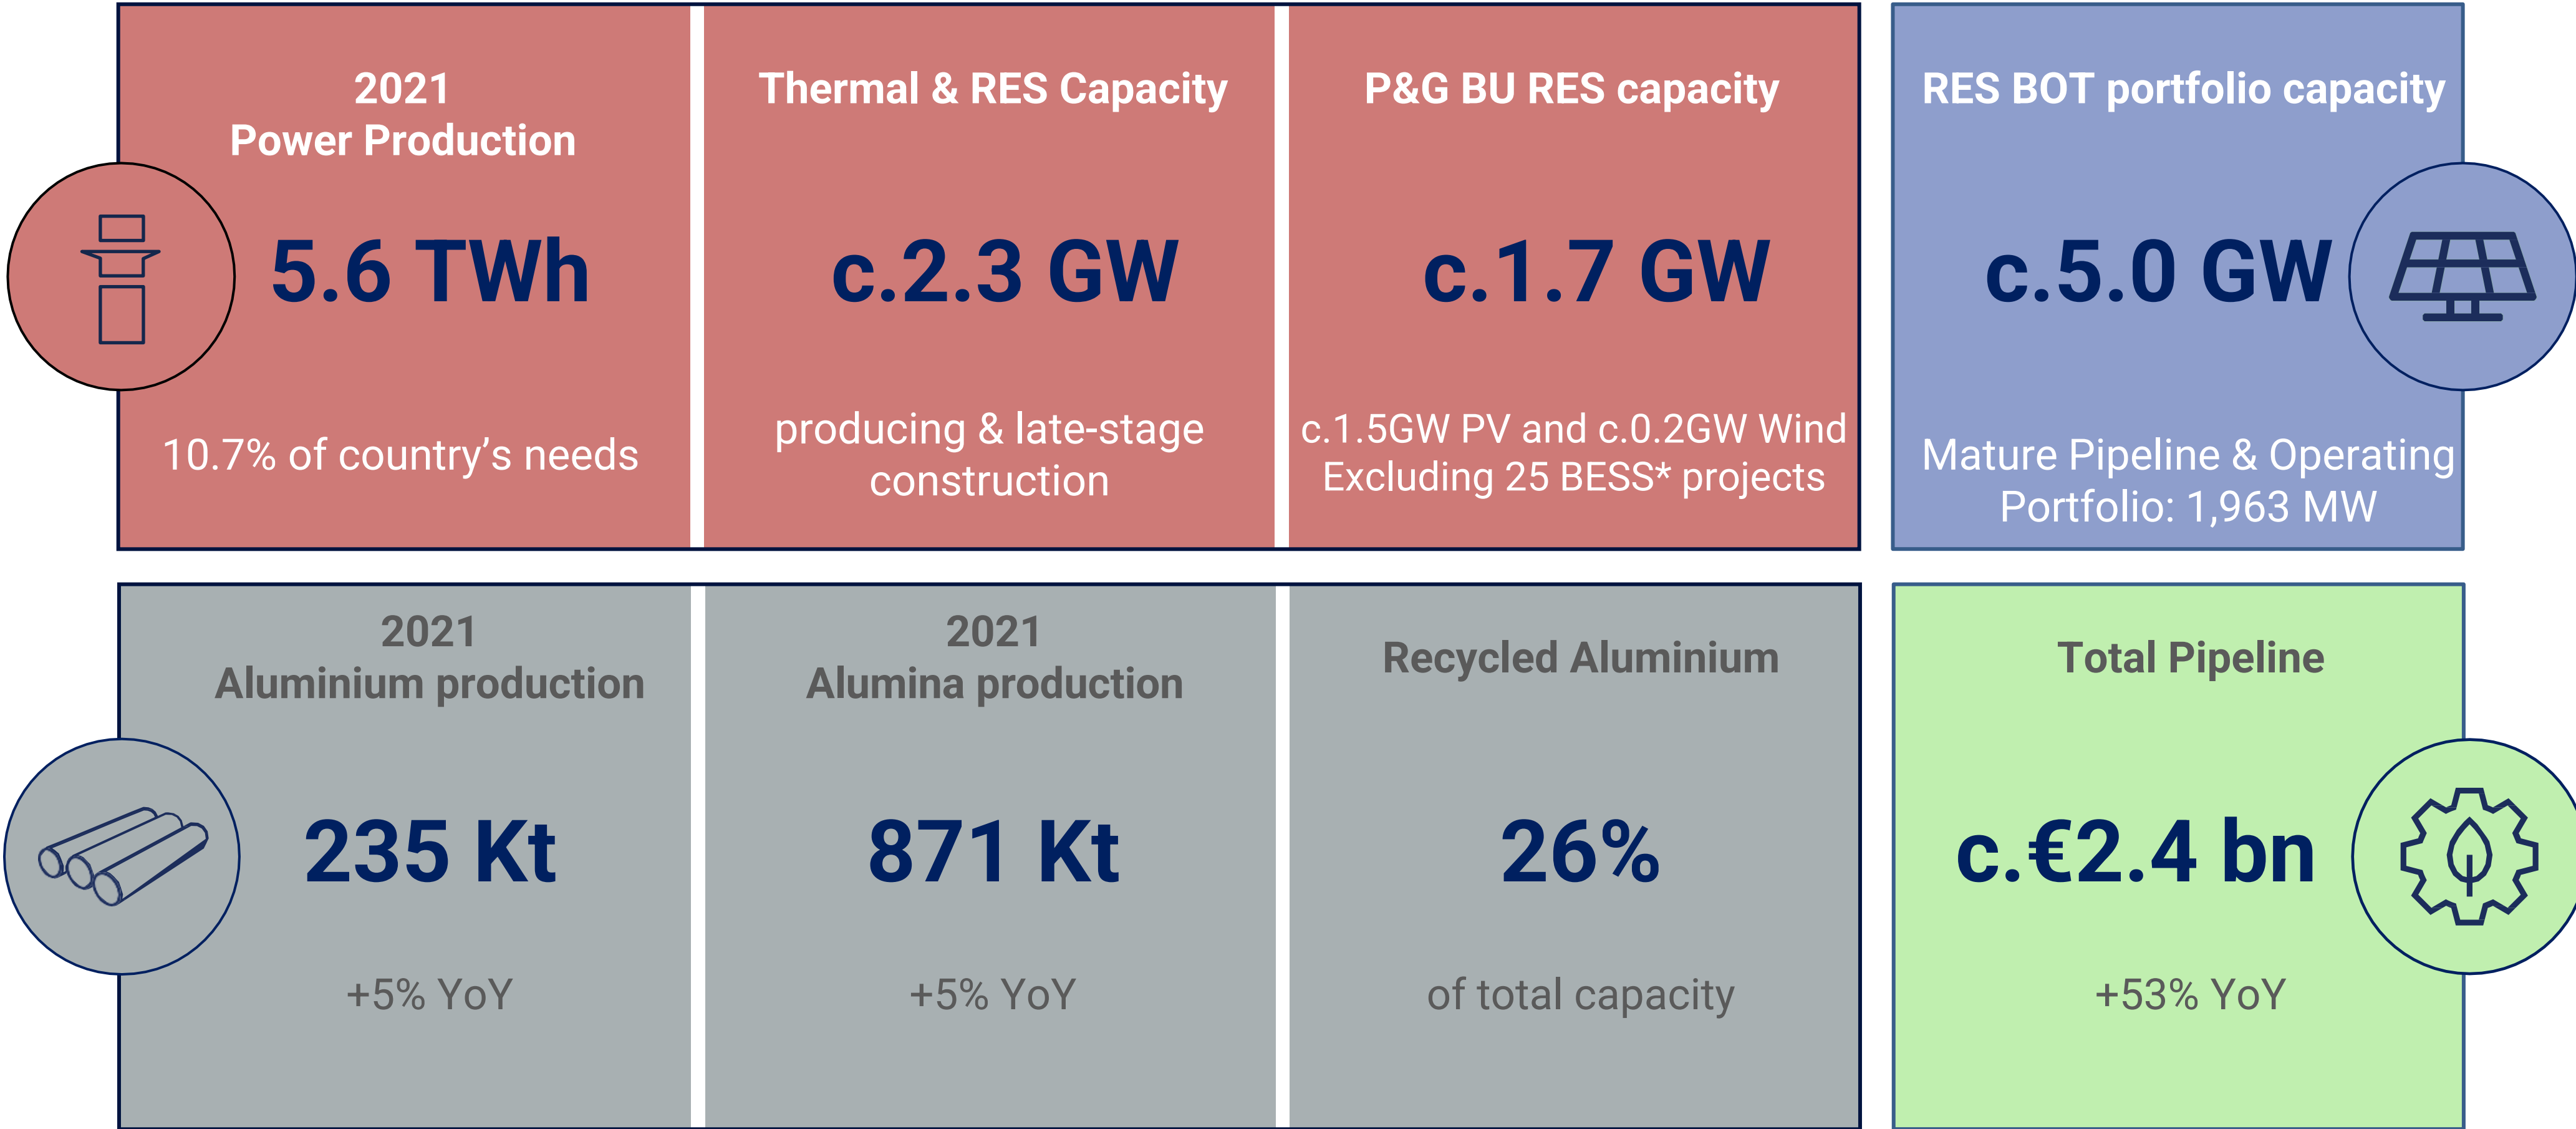 2021
Power Production
5.6 TWh
10.7% of country’s needs
Thermal & RES Capacity
c.2.3 GW
producing & late-stage
construction
P&G BU RES capacity
c.1.7 GW
c.1.5GW PV and c.0.2GW Wind
Excluding 25 BESS* projects
RES BOT portfolio capacity
c.5.0 GW
Mature Pipeline & Operating
Portfolio: 1,963 MW
2021
Aluminium production
235 Kt
+5% YoY
2021
Alumina production
871 Kt
+5% YoY
Recycled Aluminium
26%
of total capacity
Total Pipeline
c.€2.4 bn
+53% YoY